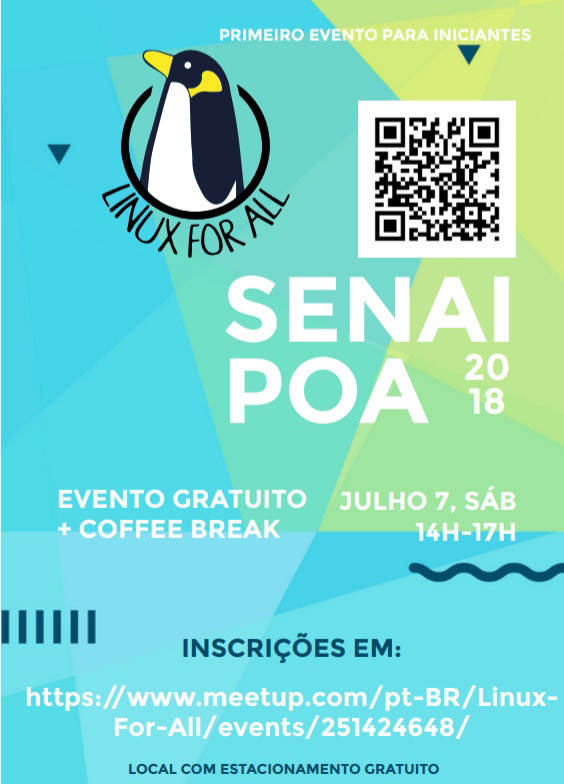 PRIMEIRO EVENTO PARA INICIANTES
LINUX FOR ALL
SENAI
POA
20
18
EVENTO GRATUITO
+ COFFEE BREAK
JULHO 7, SÁB
14H-17H
INSCRIÇÕES EM:
https://www.meetup.com/pt-BR/Linux-
For-All/events/251424648/
LOCAL COM ESTACIONAMENTO GRATUITO